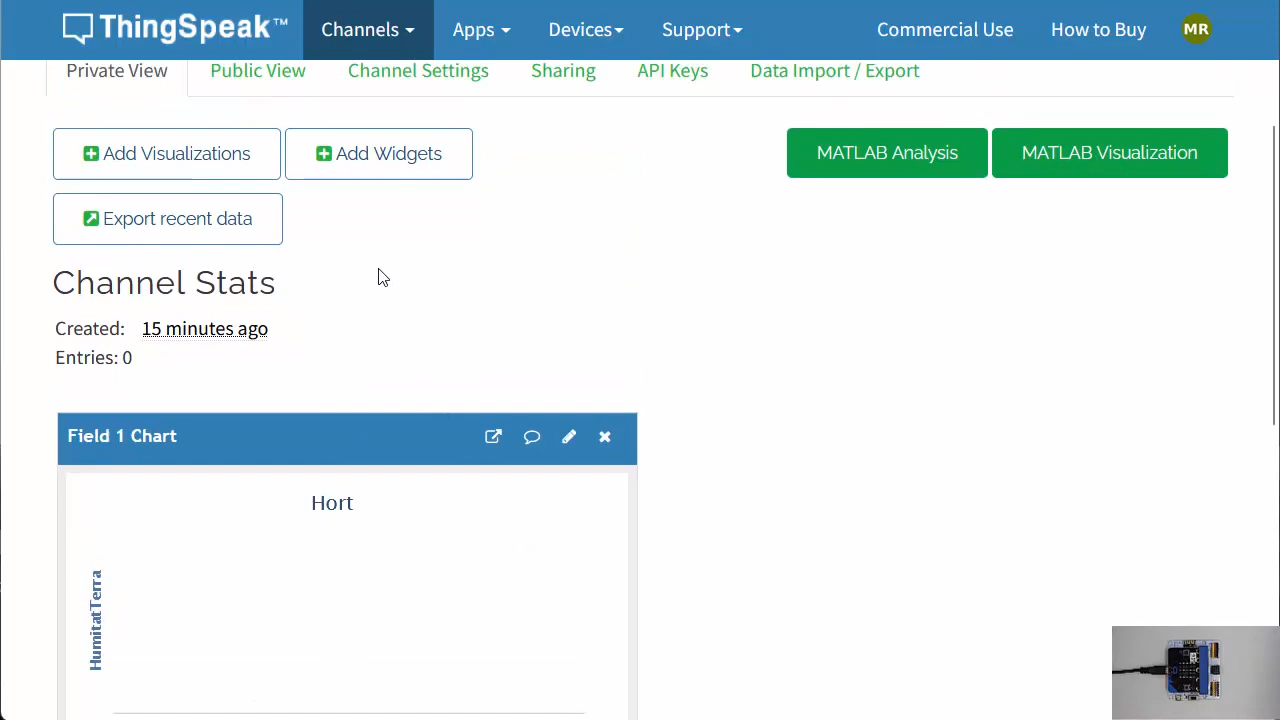 ThingSpeak™ Channels Apps Devices Support Commercial Use How to Buy MR
Private View Public View Channel Settings Sharing API Keys Data Import / Export
Add Visualizations Add Widgets MATLAB Analysis MATLAB Visualization
Export recent data
Channel Stats
Created: 15 minutes ago
Entries: 0
Field 1 Chart
Hort
HumitatTerra